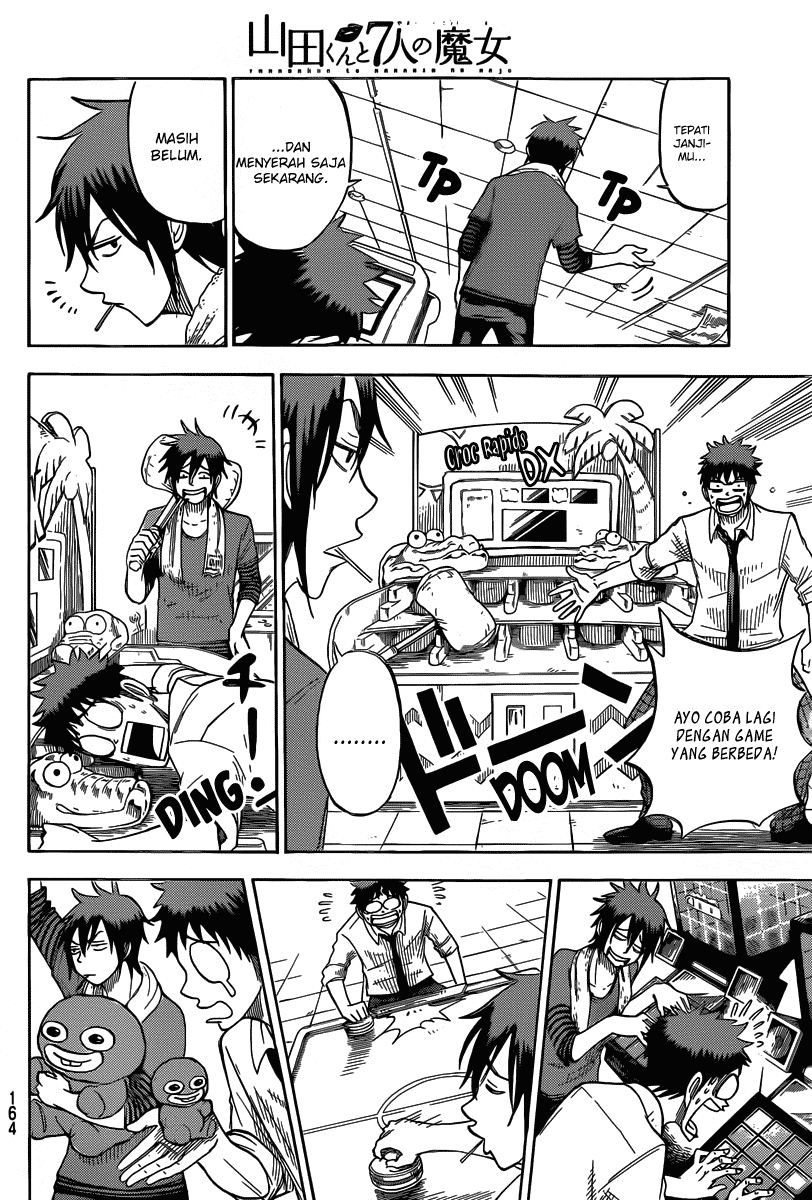 山田くんと7人の魔女
yamadakun to nananin no majo
TEPATI
JANJI-
MU...
TP
TP
...DAN
MENYERAH SAJA
SEKARANG.
MASIH
BELUM.
Croc Rapids
DX
AYO COBA LAGI
DENGAN GAME
YANG BERBEDA!
ドーン
DOOM
.........
チーン
DING
164